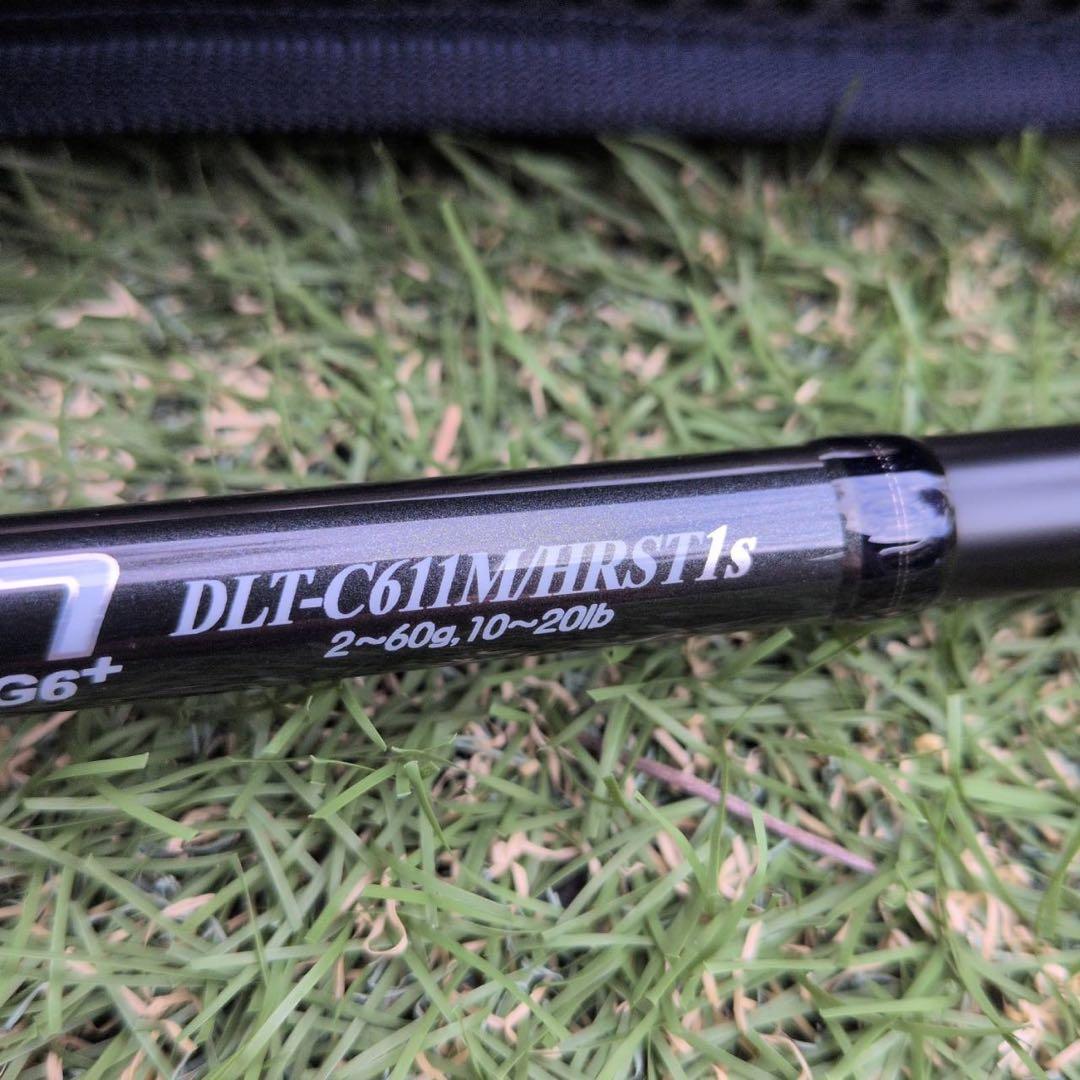 DLT-C611M/HRST1s
2~60g,10~20lb
G6+